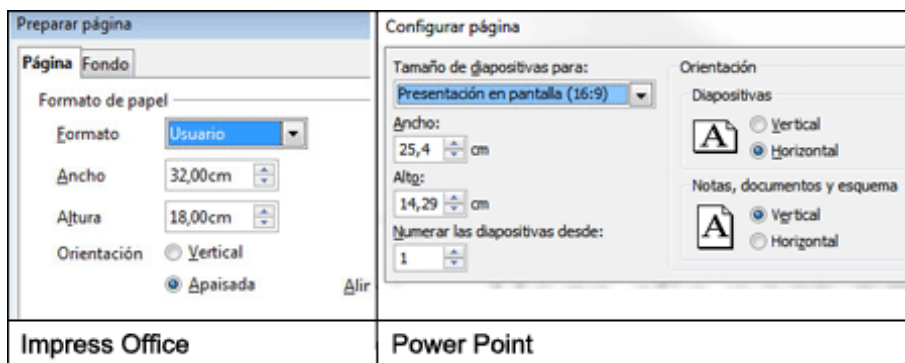 Preparar página
Página Fondo
Formato de papel
Formato Usuario
Ancho 32,00cm
Altura 18,00cm
Orientación Vertical
Apaisada Alir
Impress Office
Configurar página
Tamaño de diapositivas para:
Presentación en pantalla (16:9)
Ancho:
25,4 cm
Alto:
14,29 cm
Numerar las diapositivas desde:
1
Orientación
Diapositivas
A Vertical
Horizontal
Notas, documentos y esquema
A Vertical
Horizontal
Power Point